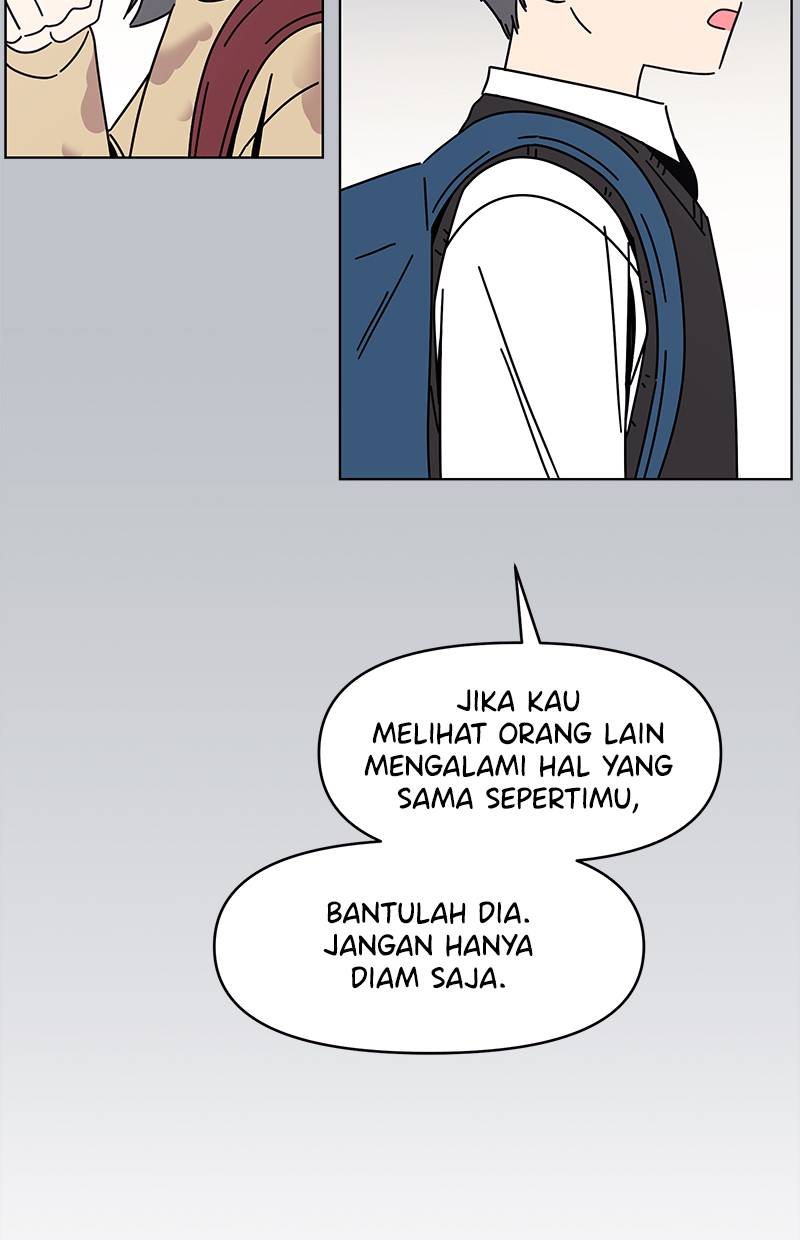 JIKA KAU
MELIHAT ORANG LAIN
MENGALAMI HAL YANG
SAMA SEPERTIMU,
BANTULAH DIA.
JANGAN HANYA
DIAM SAJA.